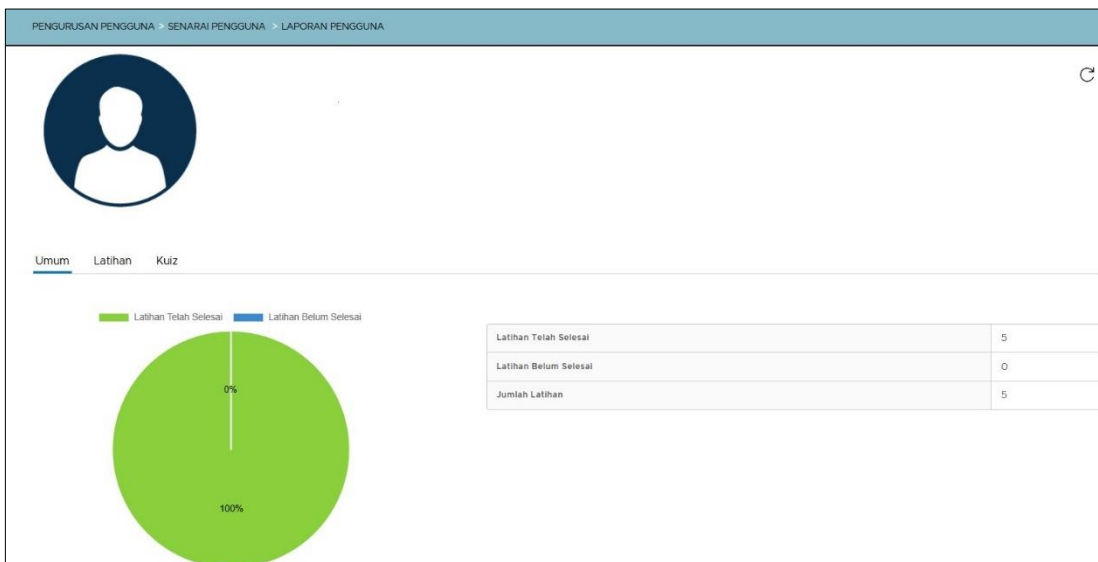 PENGURUSAN PENGGUNA > SENARAI PENGGUNA > LAPORAN PENGGUNA
Umum Latihan Kuiz
Latihan Telah Selesai Latihan Belum Selesai
0%
100%
Latihan Telah Selesai 5
Latihan Belum Selesai 0
Jumlah Latihan 5